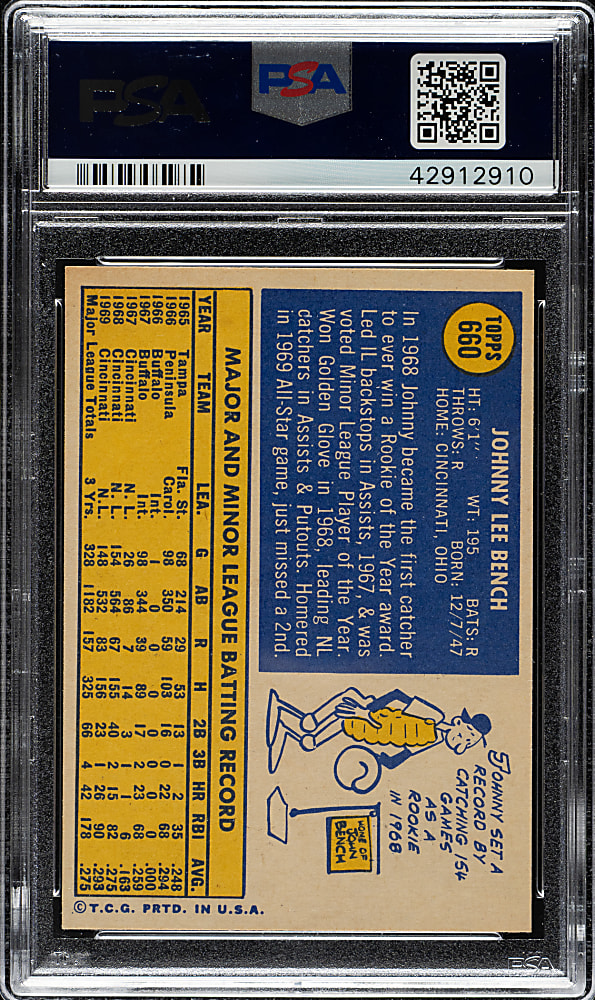 PSA
PSA
42912910
TOPPS
660
JOHNNY LEE BENCH
HT: 6'1" WT: 195 BATS: R
THROWS: R BORN: 12/7/47
HOME: CINCINNATI, OHIO
In 1968 Johnny became the first catcher
to ever win a Rookie of the Year award.
Led IL backstops in Assists, 1967, & was
voted Minor League Player of the Year.
Won Golden Glove in 1968, leading NL
catchers in Assists & Putouts. Homered
in 1969 All-Star game, just missed a 2nd.
JOHNNY SET A
RECORD BY
CATCHING 154
GAMES
AS A
ROOKIE
IN 1968
HOME OF
JOHN
BENCH
MAJOR AND MINOR LEAGUE BATTING RECORD
YEAR TEAM LEA G AB R H 2B 3B HR RBI AVG.
1965 Tampa Fla. St. 68 214 29 53 13 1 2 35 .248
1966 Peninsula Carol. 98 350 59 103 16 0 22 68 .294
1966 Buffalo Int. 1 0 0 0 0 0 0 0 .000
1967 Buffalo Int. 98 344 39 89 17 2 23 68 .259
1967 Cincinnati N. L. 26 86 7 14 3 1 1 6 .163
1968 Cincinnati N. L. 154 564 67 155 40 2 15 82 .275
1969 Cincinnati N. L. 148 532 83 156 23 1 26 90 .293
Major League Totals 3 Yrs. 328 1182 157 325 66 4 42 178 .275
©T.C.G. PRTD. IN U.S.A.
PSA